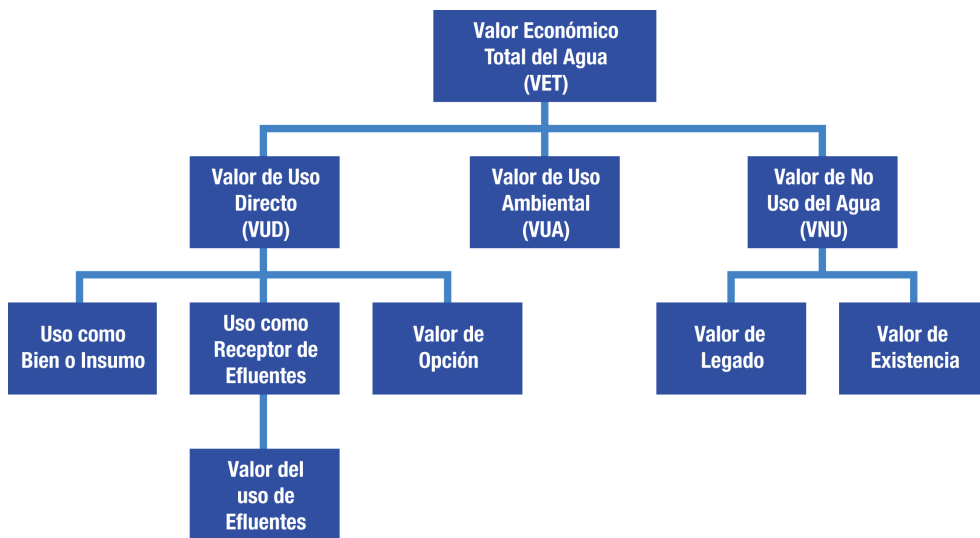 Valor Económico
Total del Agua
(VET)
Valor de Uso
Directo
(VUD)
Valor de Uso
Ambiental
(VUA)
Valor de No
Uso del Agua
(VNU)
Uso como
Bien o Insumo
Uso como
Receptor de
Efluentes
Valor de
Opción
Valor de
Legado
Valor de
Existencia
Valor del
uso de
Efluentes